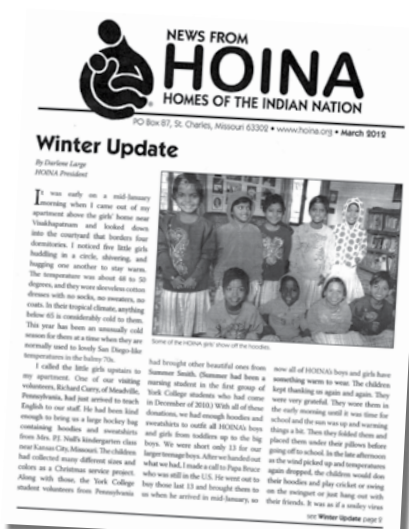 NEWS FROM
HOINA
HOMES OF THE INDIAN NATION
PO Box 87, St. Charles, Missouri 63302 • www.hoina.org • March 2012
Winter Update
By Darlene Large
HOINA President
It was early on a mid-January
morning when I came out of my
apartment above the girls' home near
Visakhapatnam and looked down
into the courtyard that borders four
dormitories. I noticed five little girls
huddling in a circle, shivering, and
hugging one another to stay warm.
The temperature was about 48 to 50
degrees, and they wore sleeveless cotton
dresses with no socks, no sweaters, no
coats. In their tropical climate, anything
below 65 is considerably cold to them.
This year has been an unusually cold
season for them at a time when they are
normally used to lovely San Diego-like
temperatures in the balmy 70s.
I called the little girls upstairs to
my apartment. One of our visiting
volunteers, Richard Curry, of Meadville,
Pennsylvania, had just arrived to teach
English to our staff. He had been kind
enough to bring us a large hockey bag
containing hoodies and sweatshirts
from Mrs. P.J. Nall's kindergarten class
near Kansas City, Missouri. The children
had collected many different sizes and
colors as a Christmas service project.
Along with those, the York College
student volunteers from Pennsylvania
Some of the HOINA girls show off the hoodies.
had brought other beautiful ones from
Summer Smith. (Summer had been a
nursing student in the first group of
York College students who had come
in December of 2010.) With all of these
donations, we had enough hoodies and
sweatshirts to outfit all HOINA's boys
and girls from toddlers up to the big
boys. We were short only 13 for our
larger teenage boys. After we handed out
what we had, I made a call to Papa Bruce
who was still in the U.S. He went out to
buy those last 13 and brought them to
us when he arrived in mid-January, so
now all of HOINA's boys and girls have
something warm to wear. The children
kept thanking us again and again. They
were very grateful. They wore them in
the early morning until it was time for
school and the sun was up and warming
things a bit. Then they folded them and
placed them under their pillows before
going off to school. In the late afternoon
as the wind picked up and temperatures
again dropped, the children would don
their hoodies and play cricket or swing
on the swingset or just hang out with
their friends. It was as if a smiley virus
see Winter Update page 2